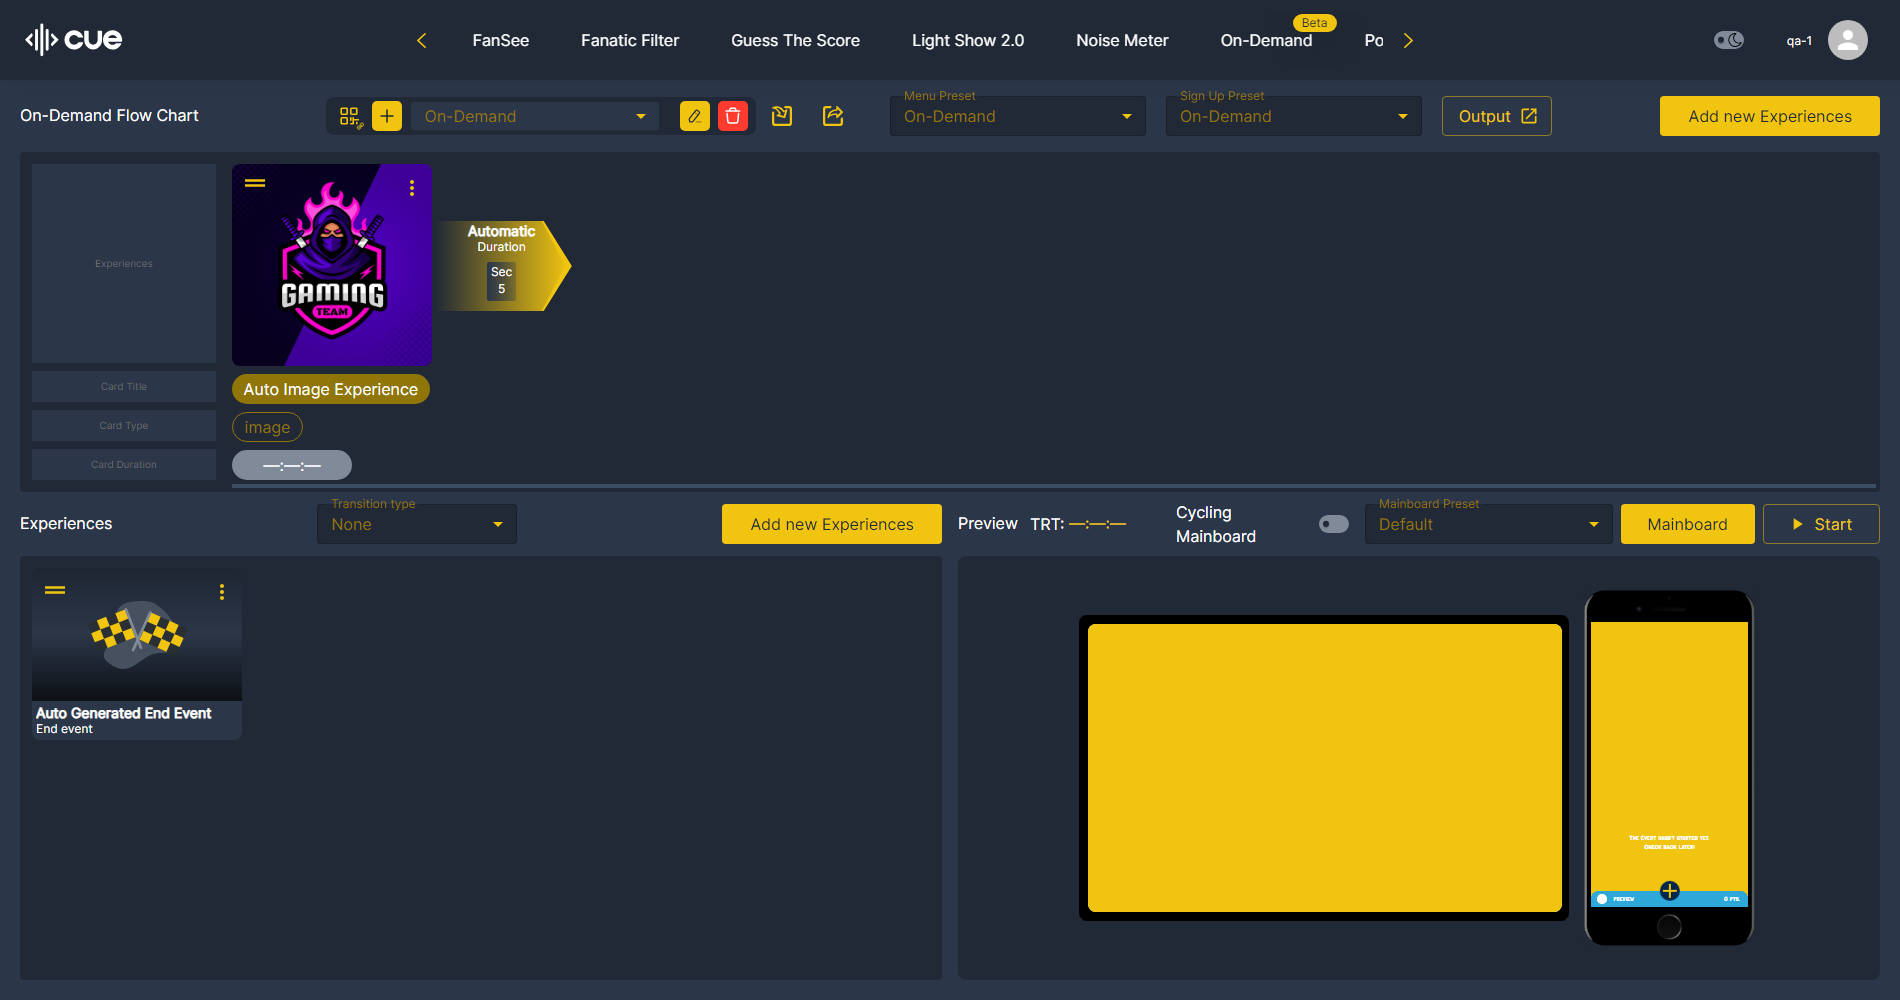 cue
FanSee
Fanatic Filter
Guess The Score
Light Show 2.0
Noise Meter
On-Demand
Beta
Po
qa-1
On-Demand Flow Chart
On-Demand
Menu Preset
On-Demand
Sign Up Preset
On-Demand
Output
Add new Experiences
Experiences
GAMING
TEAM
Automatic
Duration
Sec
5
Card Title
Auto Image Experience
Card Type
image
Card Duration
—:—:—
Experiences
Transition type
None
Add new Experiences
Preview
TRT: —:—:—
Cycling
Mainboard
Mainboard Preset
Default
Mainboard
Start
Auto Generated End Event
End event
The event hasn't started yet
Check back later!
PREVIEW
0 PTS.